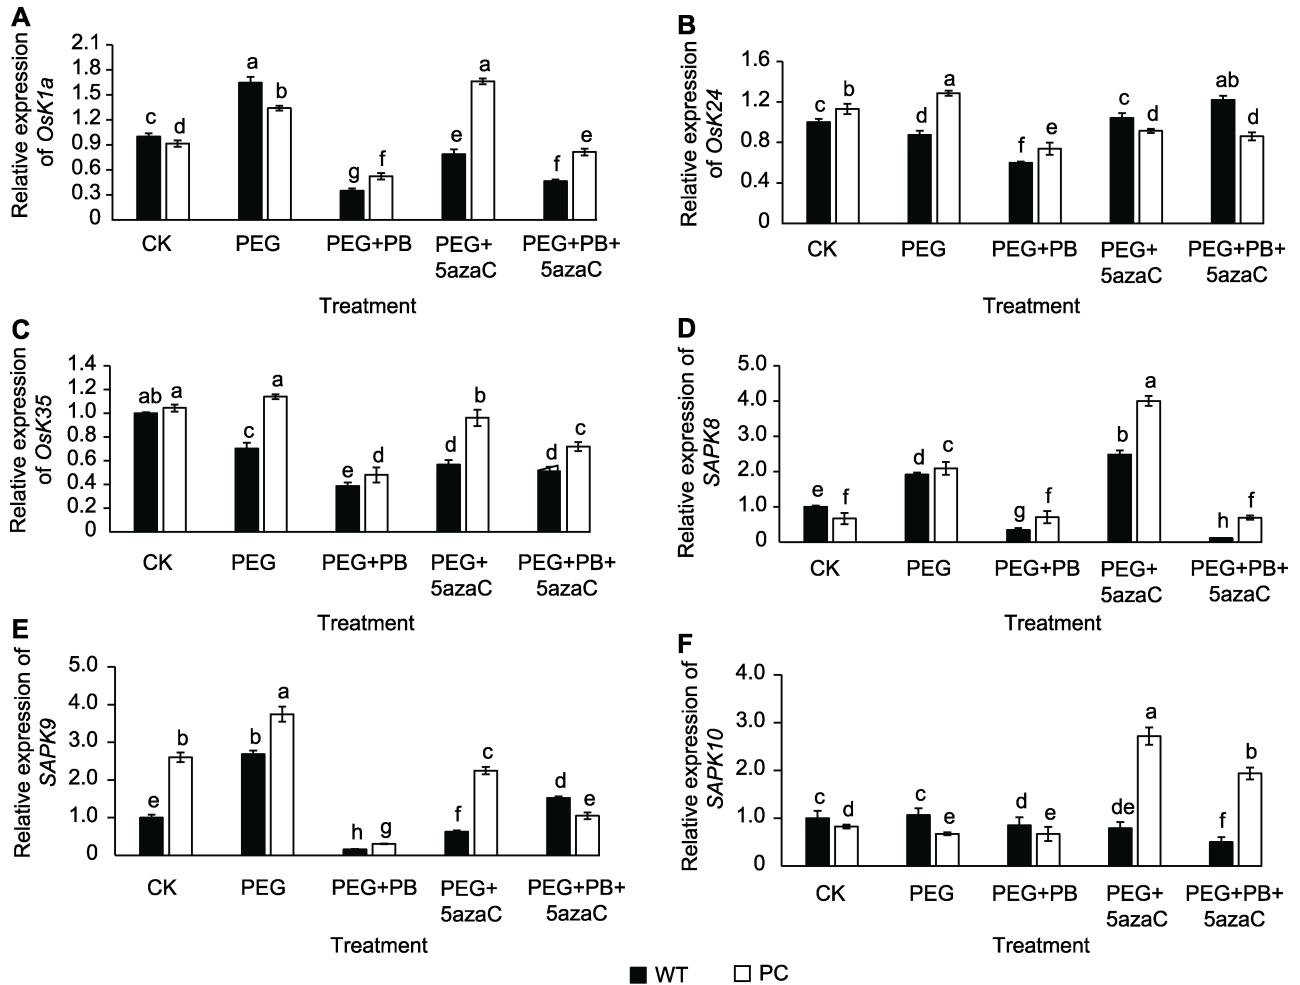 A
Relative expression
of OsK1a
2.1
1.8
1.5
1.2
0.9
0.6
0.3
0
c d a b g f e a f e
CK PEG PEG+PB PEG+ PEG+PB+
5azaC 5azaC
Treatment
B
Relative expression
of OsK24
1.6
1.2
0.8
0.4
0
c b d a f e c d ab d
CK PEG PEG+PB PEG+ PEG+PB+
5azaC 5azaC
Treatment
C
Relative expression
of OsK35
1.4
1.2
1.0
0.8
0.6
0.4
0.2
0
ab a c a e d d b d c
CK PEG PEG+PB PEG+ PEG+PB+
5azaC 5azaC
Treatment
D
Relative expression of
SAPK8
5.0
4.0
3.0
2.0
1.0
0
e f d c g f b a h f
CK PEG PEG+PB PEG+ PEG+PB+
5azaC 5azaC
Treatment
E
Relative expression of
SAPK9
5.0
4.0
3.0
2.0
1.0
0
e b b a h g f c d e
CK PEG PEG+PB PEG+ PEG+PB+
5azaC 5azaC
Treatment
F
Relative expression of
SAPK10
4.0
3.0
2.0
1.0
0
c d c e d e de a f b
CK PEG PEG+PB PEG+ PEG+PB+
5azaC 5azaC
Treatment
WT PC